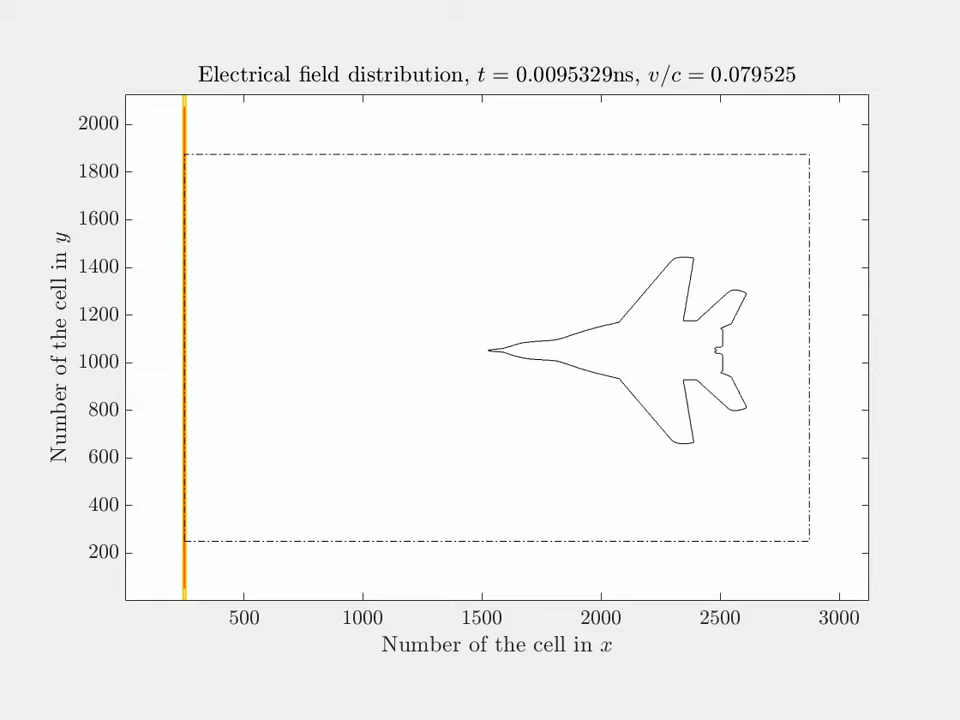 Electrical field distribution, t = 0.0095329ns, v/c = 0.079525
2000
1800
1600
1400
1200
1000
800
600
400
200
Number of the cell in y
500 1000 1500 2000 2500 3000
Number of the cell in x